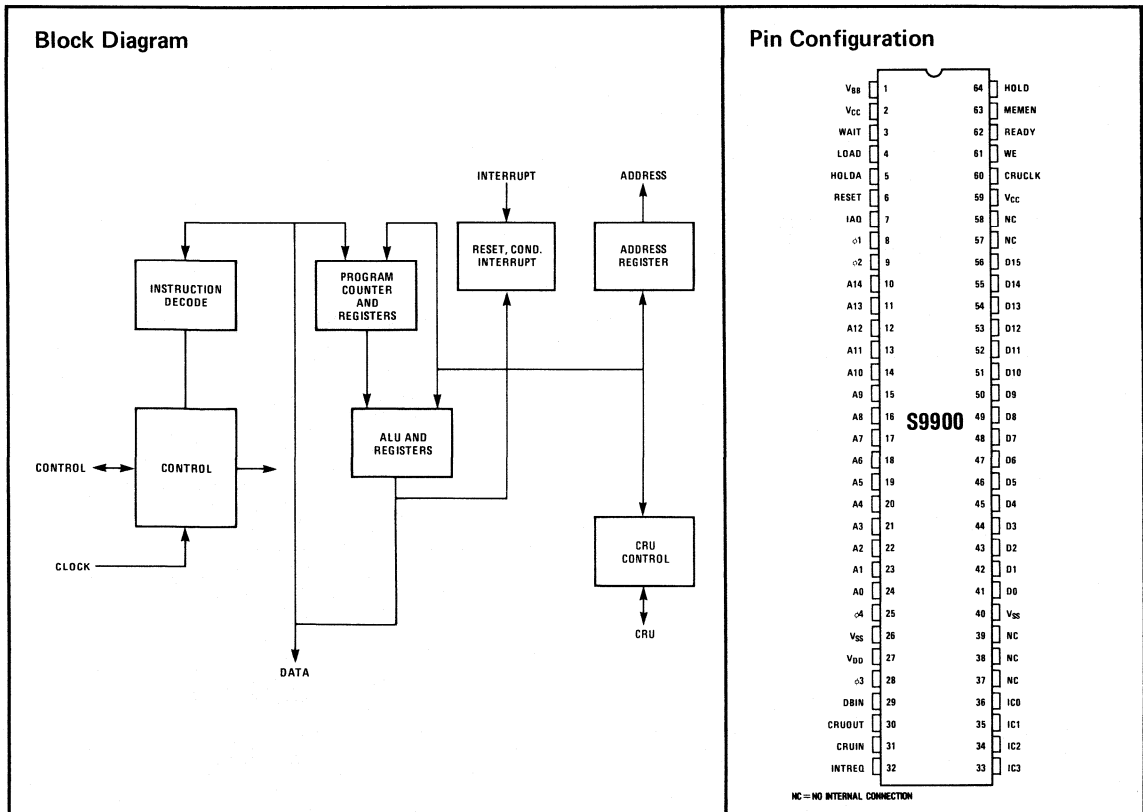 Block Diagram
INTERRUPT
ADDRESS
RESET, COND.
INTERRUPT
ADDRESS
REGISTER
INSTRUCTION
DECODE
PROGRAM
COUNTER
AND
REGISTERS
CONTROL
CONTROL
ALU AND
REGISTERS
CLOCK
CRU
CONTROL
DATA
CRU
Pin Configuration
VBB 1 64 HOLD
VCC 2 63 MEMEN
WAIT 3 62 READY
LOAD 4 61 WE
HOLDA 5 60 CRUCLK
RESET 6 59 VCC
IAQ 7 58 NC
φ1 8 57 NC
φ2 9 56 D15
A14 10 55 D14
A13 11 54 D13
A12 12 53 D12
A11 13 52 D11
A10 14 51 D10
A9 15 50 D9
A8 16 49 D8
S9900
A7 17 48 D7
A6 18 47 D6
A5 19 46 D5
A4 20 45 D4
A3 21 44 D3
A2 22 43 D2
A1 23 42 D1
A0 24 41 D0
φ4 25 40 VSS
VSS 26 39 NC
VDD 27 38 NC
φ3 28 37 NC
DBIN 29 36 IC0
CRUOUT 30 35 IC1
CRUIN 31 34 IC2
INTREQ 32 33 IC3
NC = NO INTERNAL CONNECTION